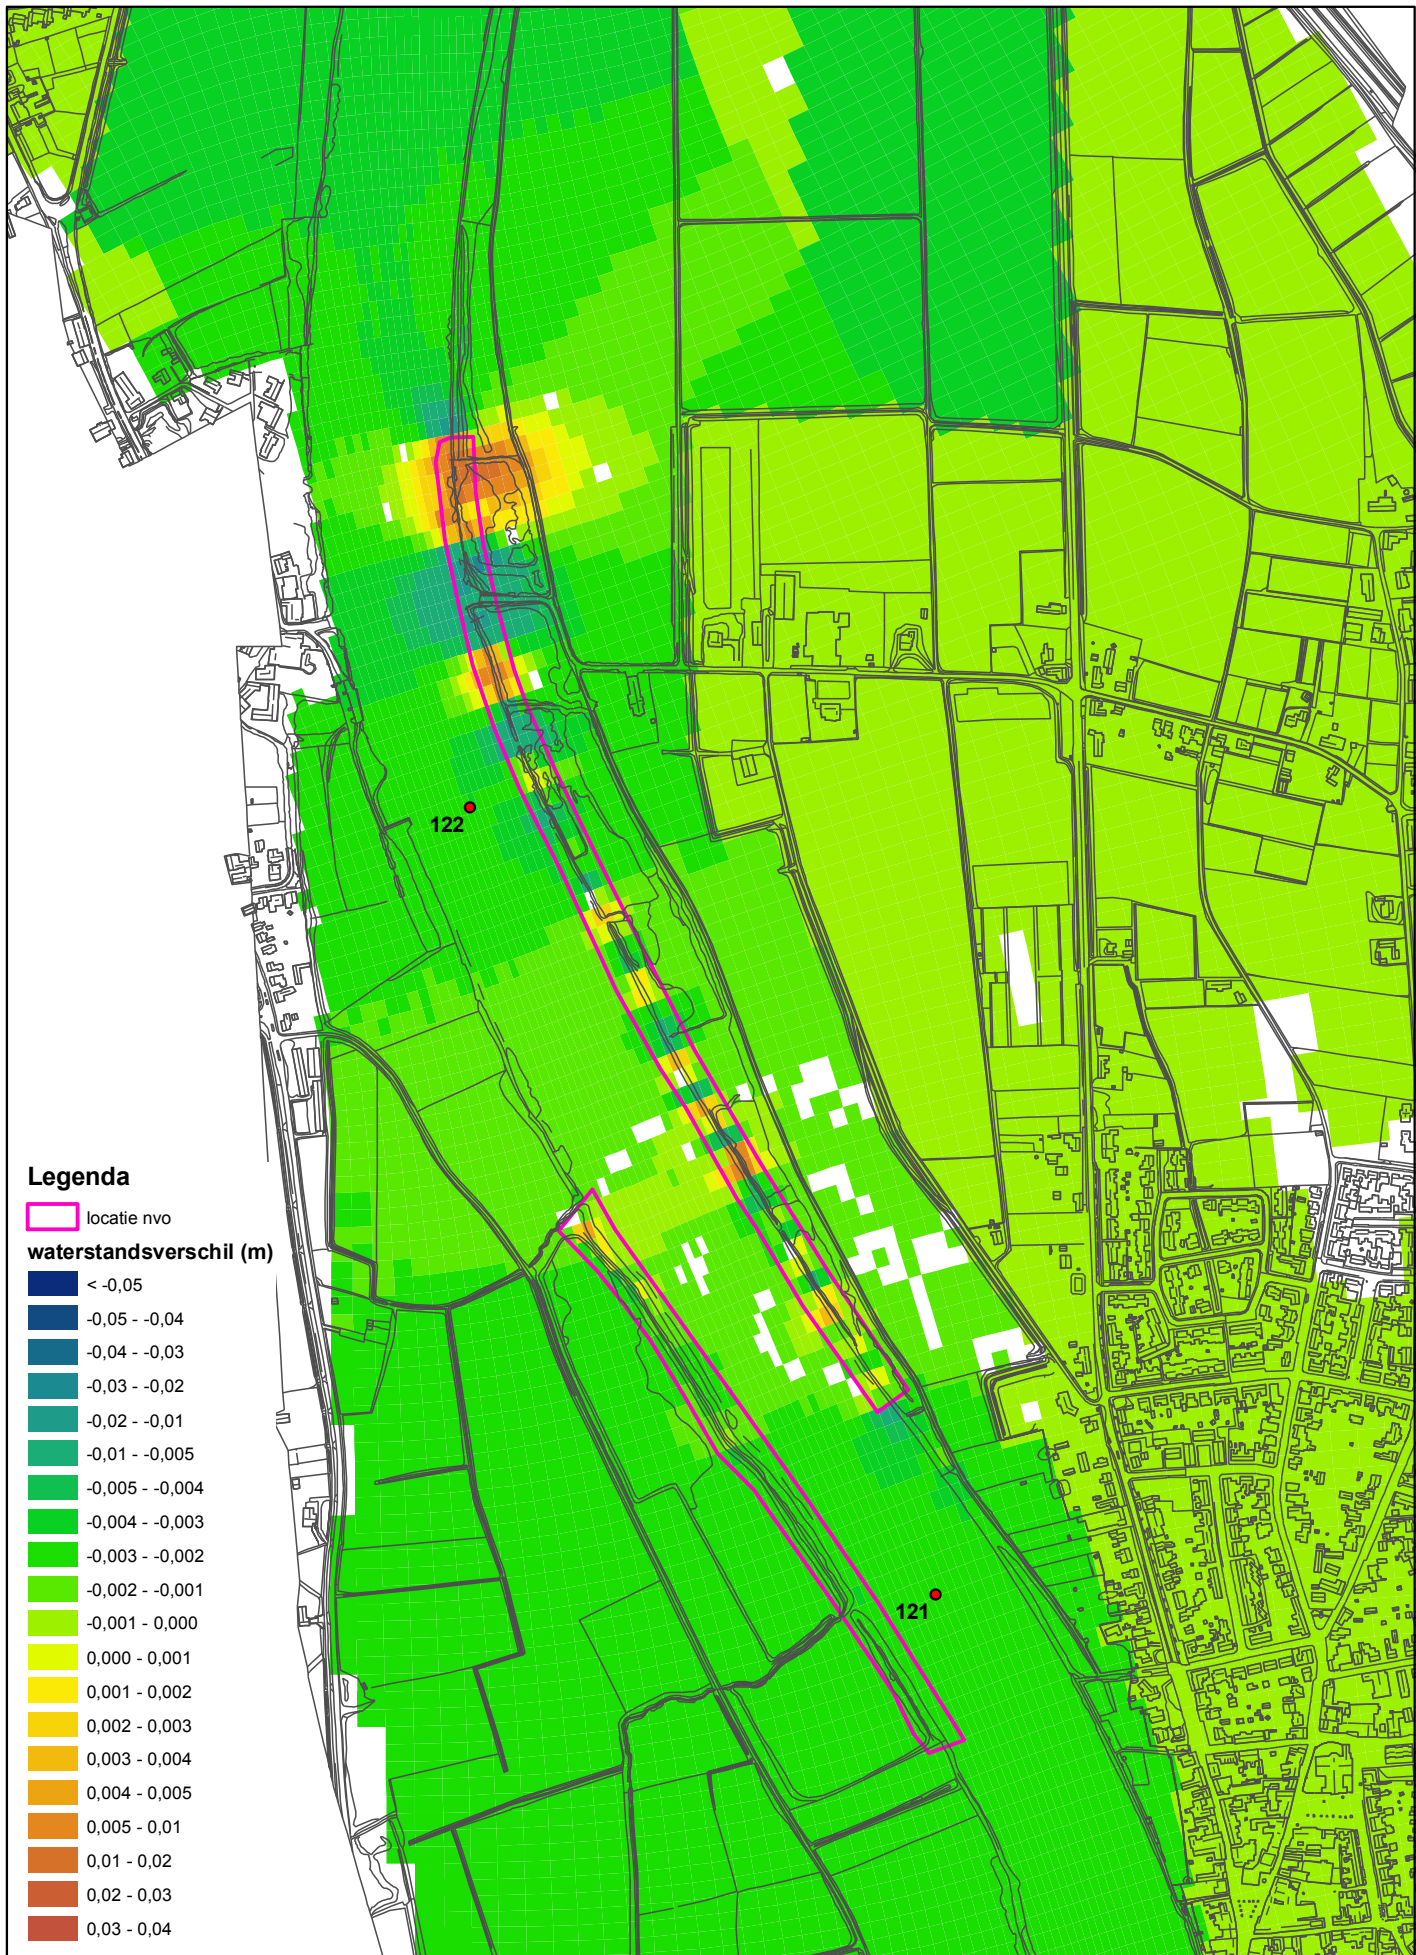 122
Legenda
locatie nvo
waterstandsverschil (m)
< -0,05
-0,05 - -0,04
-0,04 - -0,03
-0,03 - -0,02
-0,02 - -0,01
-0,01 - -0,005
-0,005 - -0,004
-0,004 - -0,003
-0,003 - -0,002
-0,002 - -0,001
-0,001 - 0,000
0,000 - 0,001
0,001 - 0,002
0,002 - 0,003
0,003 - 0,004
0,004 - 0,005
0,005 - 0,01
0,01 - 0,02
0,02 - 0,03
0,03 - 0,04
121